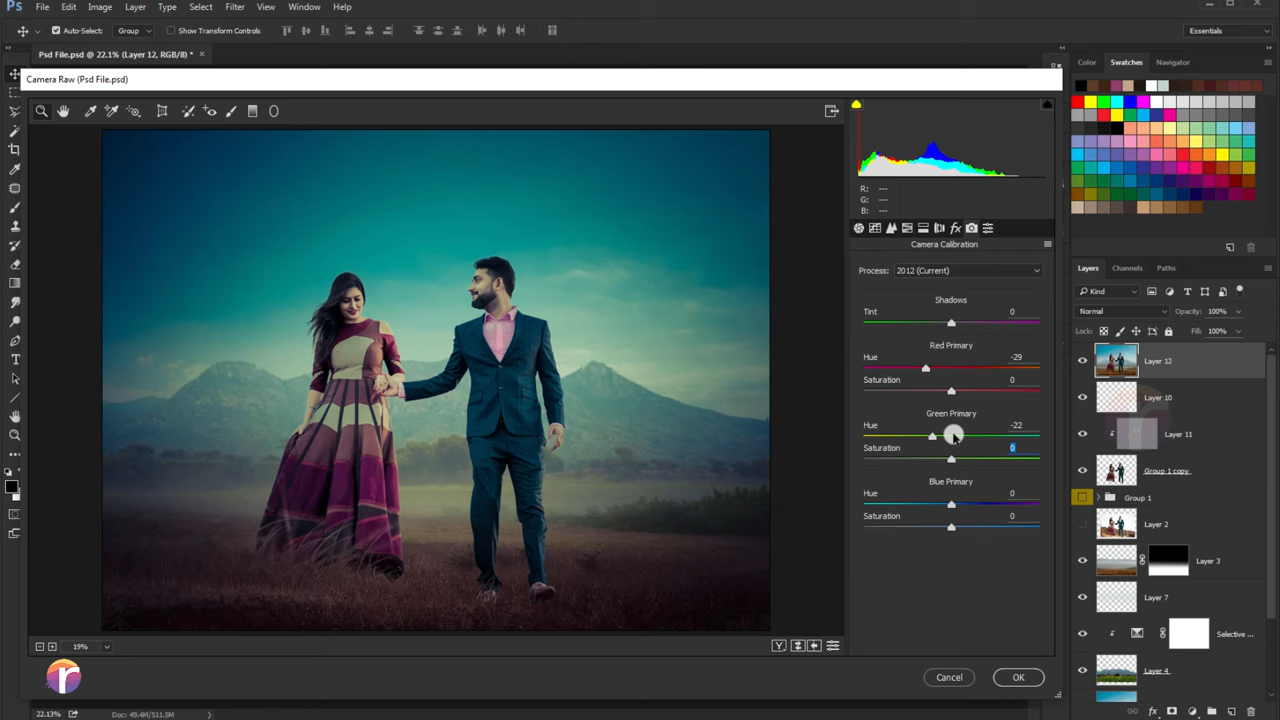 Ps File Edit Image Layer Type Select Filter View Window Help
Auto-Select: Group Show Transform Controls Essentials
Psd File.psd @ 22.1% (Layer 12, RGB/8) * ×
Color Swatches Navigator
Camera Raw (Psd File.psd)
R: ---
G: ---
B: ---
fx
Camera Calibration
Process: 2012 (Current)
Shadows
Tint 0
Red Primary
Hue -29
Saturation 0
Green Primary
Hue -22
Saturation 0
Blue Primary
Hue 0
Saturation 0
Layers Channels Paths
Kind
Normal Opacity: 100%
Lock: Fill: 100%
Layer 12
Layer 10
Layer 11
Group 1 copy
Group 1
Layer 2
Layer 3
Layer 7
Selective ...
Layer 4
fx
19%
Y
Cancel OK
22.13% Doc: 49.4M/511.5M